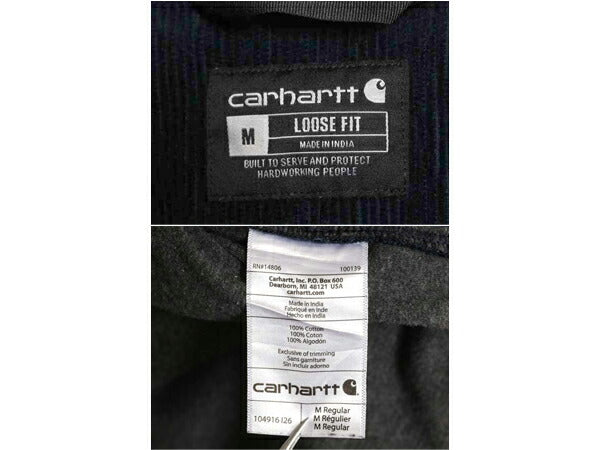 carhartt
M
LOOSE FIT
MADE IN INDIA
BUILT TO SERVE AND PROTECT
HARDWORKING PEOPLE
RN#14806 100139
Carhartt, Inc. P.O. Box 600
Dearborn, MI 48121 USA
carhartt.com
Made in India
Fabriqué en Inde
Hecho en India
100% Cotton
100% Coton
100% Algodón
Exclusive of trimming
Sans garniture
Sin incluir adorno
carhartt
M Regular
104916 I26 M Régulier
M Regular